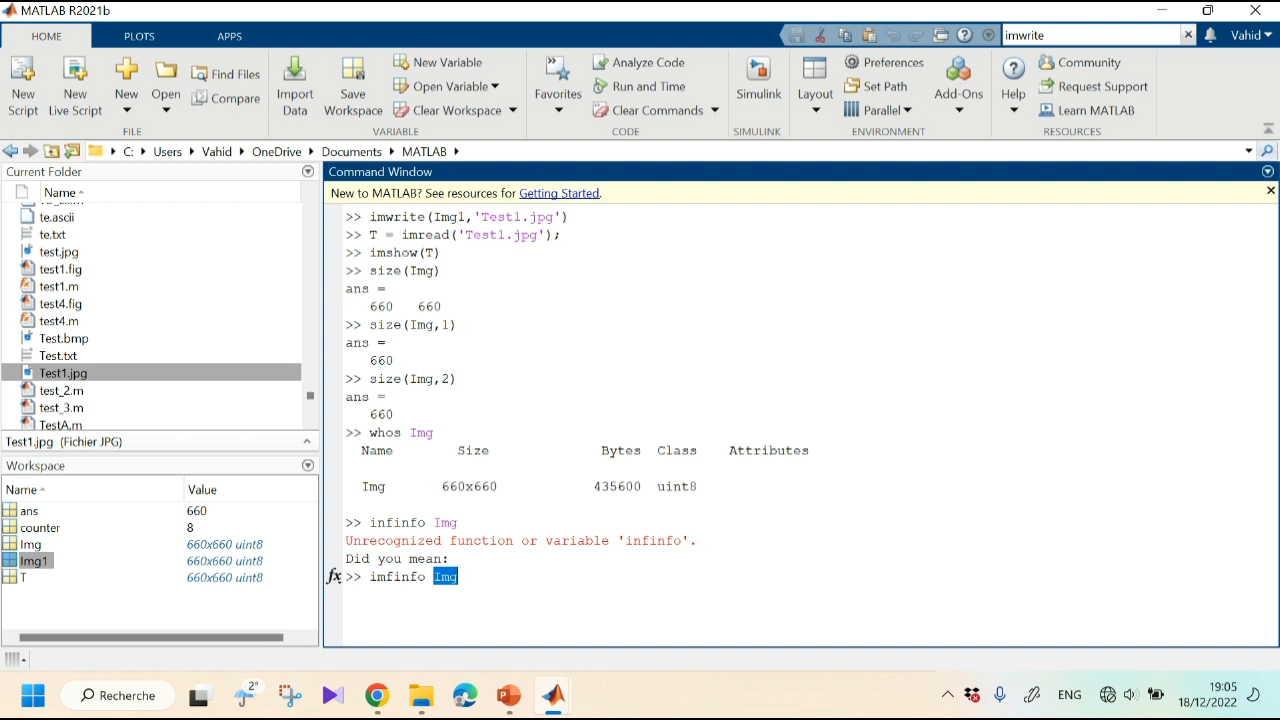 MATLAB R2021b
HOME PLOTS APPS
imwrite
Vahid
New Script
New Live Script
New
Open
Find Files
Compare
FILE
Import Data
Save Workspace
New Variable
Open Variable
Clear Workspace
VARIABLE
Favorites
Analyze Code
Run and Time
Clear Commands
CODE
Simulink
SIMULINK
Layout
Preferences
Set Path
Parallel
Add-Ons
ENVIRONMENT
Help
Community
Request Support
Learn MATLAB
RESOURCES
C: Users Vahid OneDrive Documents MATLAB
Current Folder
Name
te.ascii
te.txt
test.jpg
test1.fig
test1.m
test4.fig
test4.m
Test.bmp
Test.txt
Test1.jpg
test_2.m
test_3.m
TestA.m
Test1.jpg (Fichier JPG)
Workspace
Name Value
ans 660
counter 8
Img 660x660 uint8
Img1 660x660 uint8
T 660x660 uint8
Command Window
New to MATLAB? See resources for Getting Started.
>> imwrite(Img1,'Test1.jpg')
>> T = imread('Test1.jpg');
>> imshow(T)
>> size(Img)
ans =
660 660
>> size(Img,1)
ans =
660
>> size(Img,2)
ans =
660
>> whos Img
Name Size Bytes Class Attributes
Img 660x660 435600 uint8
>> infinfo Img
Unrecognized function or variable 'infinfo'.
Did you mean:
fx >> imfinfo Img
Recherche
2°
ENG
19:05
18/12/2022